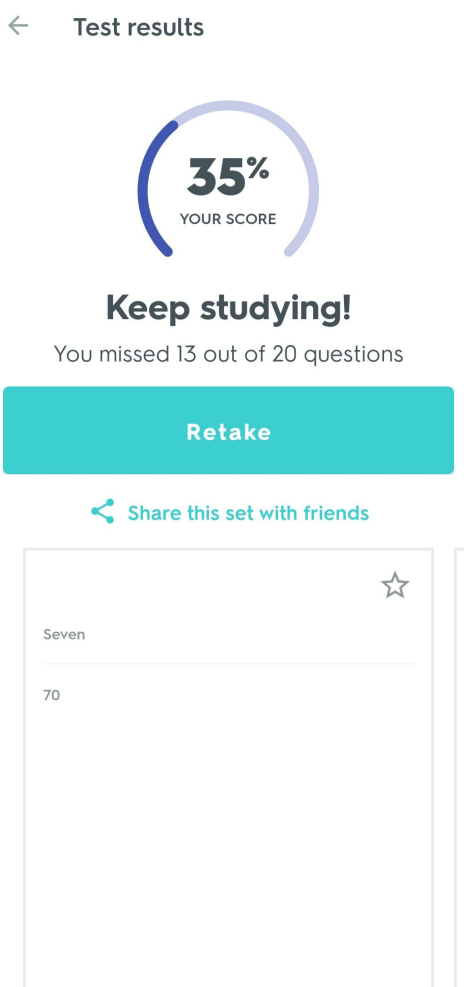 Test results
35%
YOUR SCORE
Keep studying!
You missed 13 out of 20 questions
Retake
Share this set with friends
Seven
70